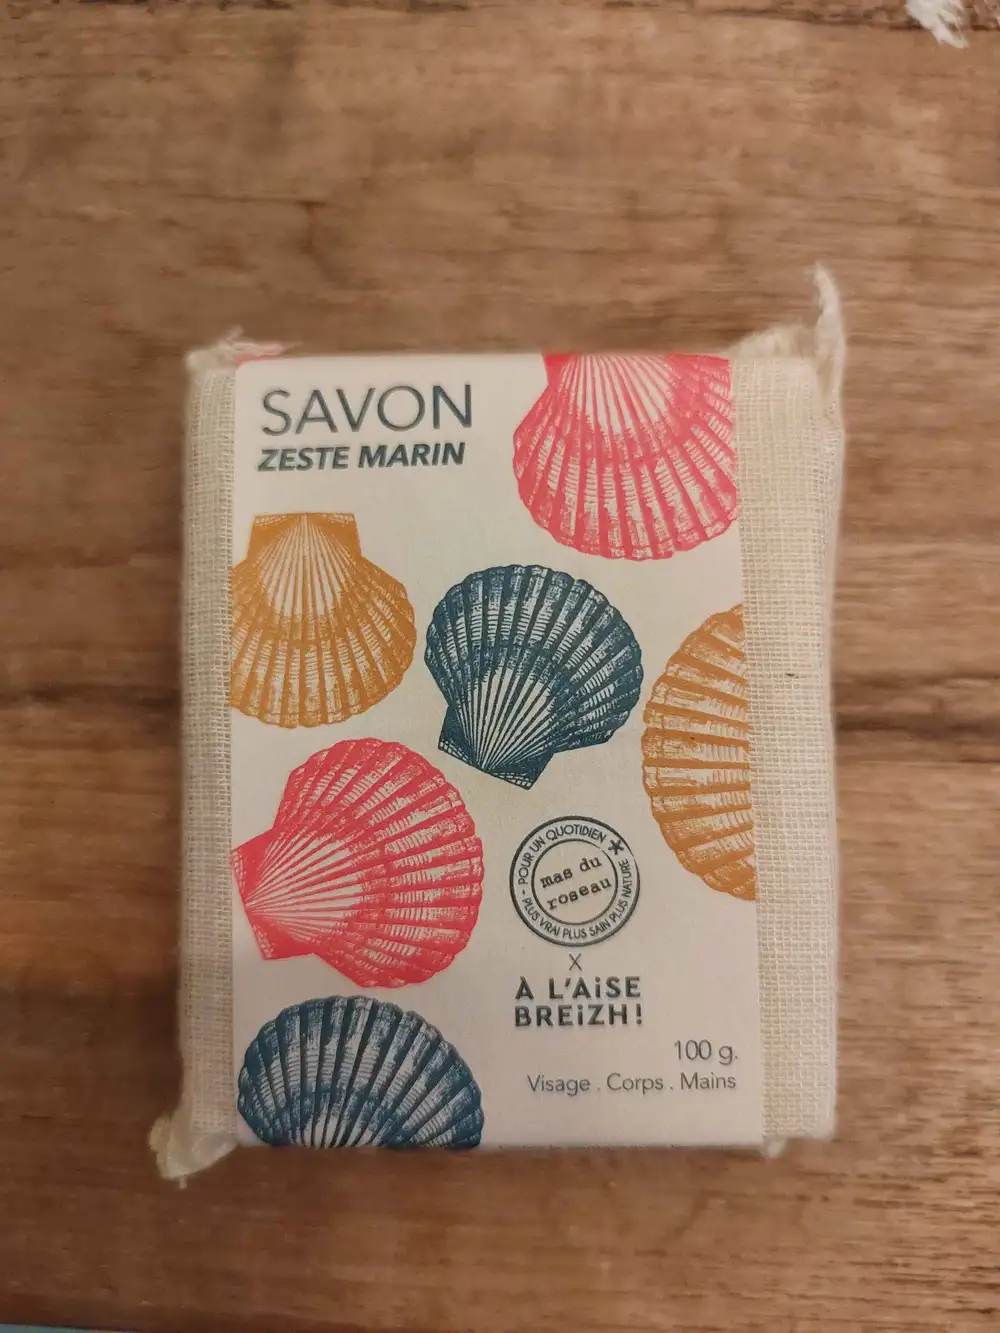 SAVON
ZESTE MARIN
- POUR UN QUOTIDIEN *
mas du
roseau
- PLUS VRAI PLUS SAIN PLUS NATURE
X
À L'AiSE
BREiZH!
100 g.
Visage . Corps . Mains